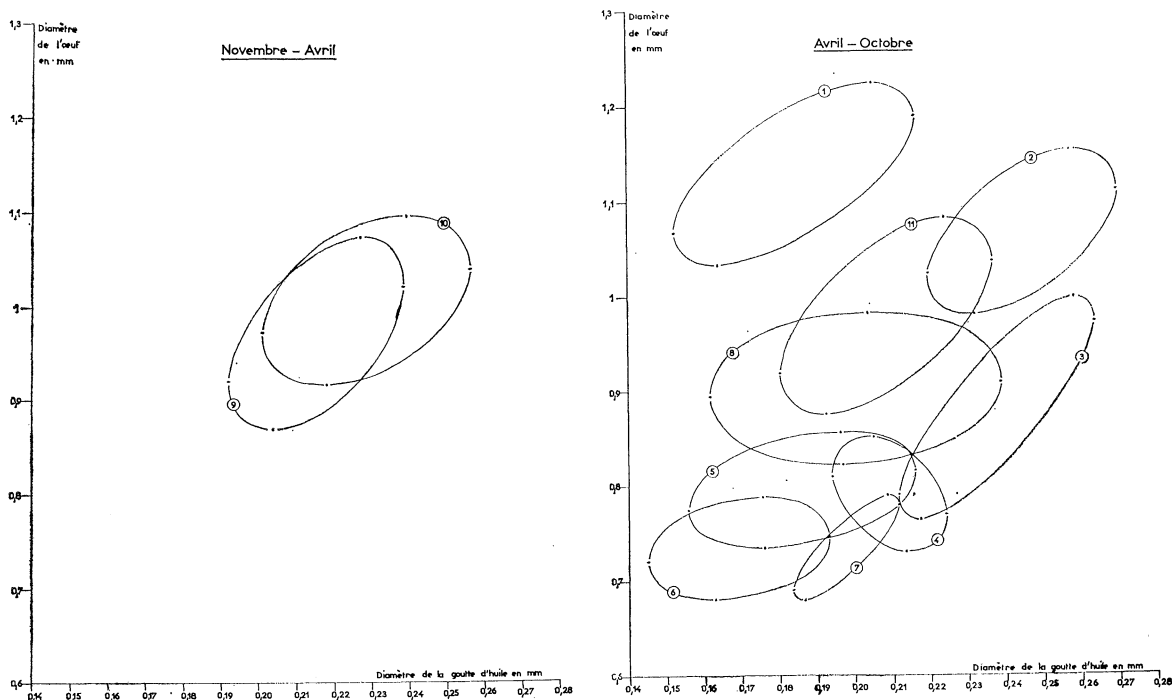 1,3
Diamètre
de l'œuf
en mm
Novembre – Avril
1,2
1,1
1
0,9
0,8
0,7
0,6
10
9
Diamètre de la goutte d'huile en mm
0,14 0,15 0,16 0,17 0,18 0,19 0,20 0,21 0,22 0,23 0,24 0,25 0,26 0,27 0,28
1,3
Diamètre
de l'œuf
en mm
Avril – Octobre
1,2
1,1
1
0,9
0,8
0,7
0,6
1
2
11
8
3
5
4
7
6
Diamètre de la goutte d'huile en mm
0,14 0,15 0,16 0,17 0,18 0,19 0,20 0,21 0,22 0,23 0,24 0,25 0,26 0,27 0,28